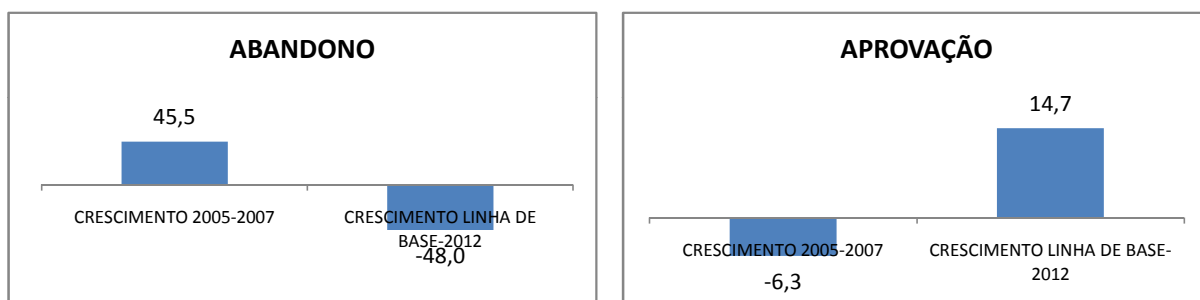 ABANDONO
45,5
CRESCIMENTO 2005-2007
CRESCIMENTO LINHA DE
BASE-2012
-48,0
APROVAÇÃO
14,7
CRESCIMENTO 2005-2007
CRESCIMENTO LINHA DE BASE-
2012
-6,3